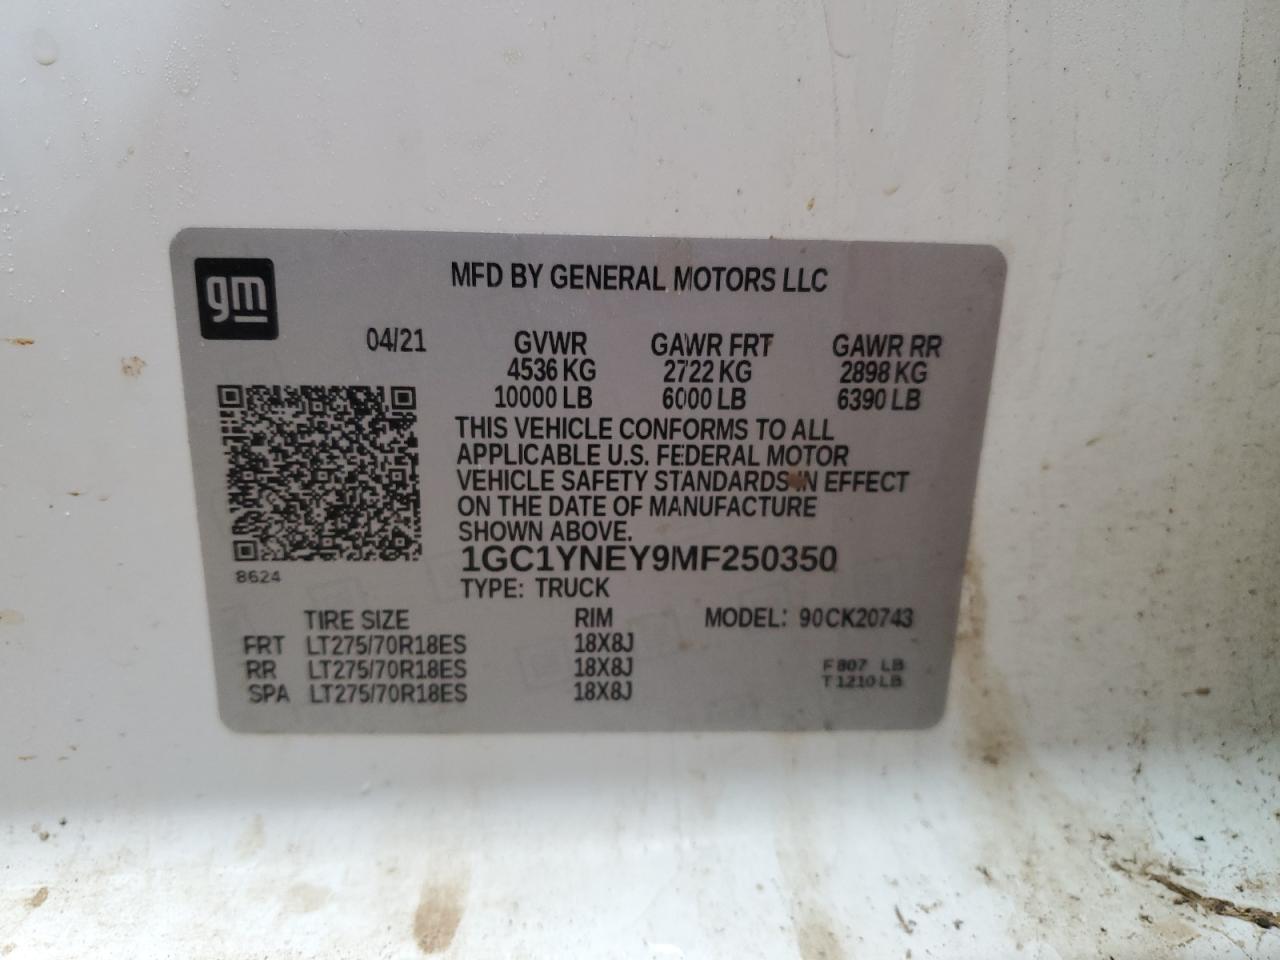 gm
MFD BY GENERAL MOTORS LLC
04/21 GVWR GAWR FRT GAWR RR
4536 KG 2722 KG 2898 KG
10000 LB 6000 LB 6390 LB
THIS VEHICLE CONFORMS TO ALL
APPLICABLE U.S. FEDERAL MOTOR
VEHICLE SAFETY STANDARDS IN EFFECT
ON THE DATE OF MANUFACTURE
SHOWN ABOVE.
1GC1YNEY9MF250350
8624
TYPE: TRUCK
TIRE SIZE RIM MODEL: 90CK20743
FRT LT275/70R18ES 18X8J
RR LT275/70R18ES 18X8J F 807 LB
SPA LT275/70R18ES 18X8J T 1210 LB